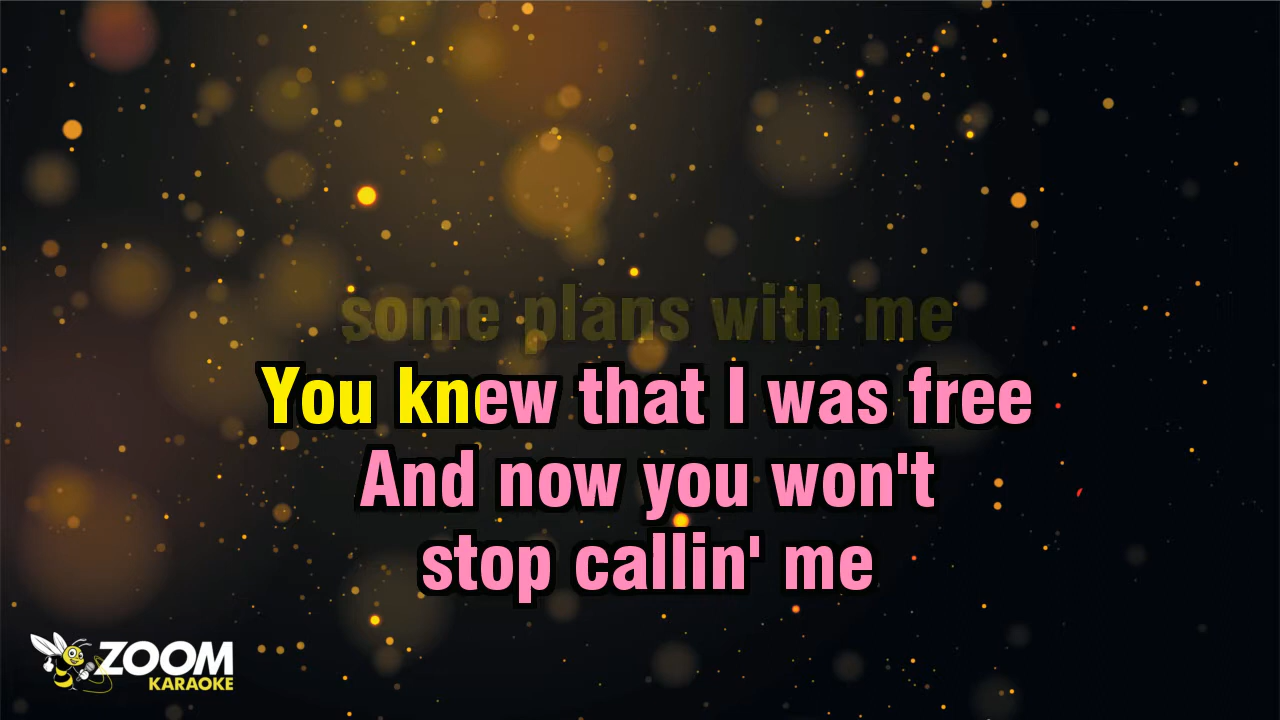 some plans with me
You knew that I was free
And now you won't
stop callin' me
ZOOM
KARAOKE